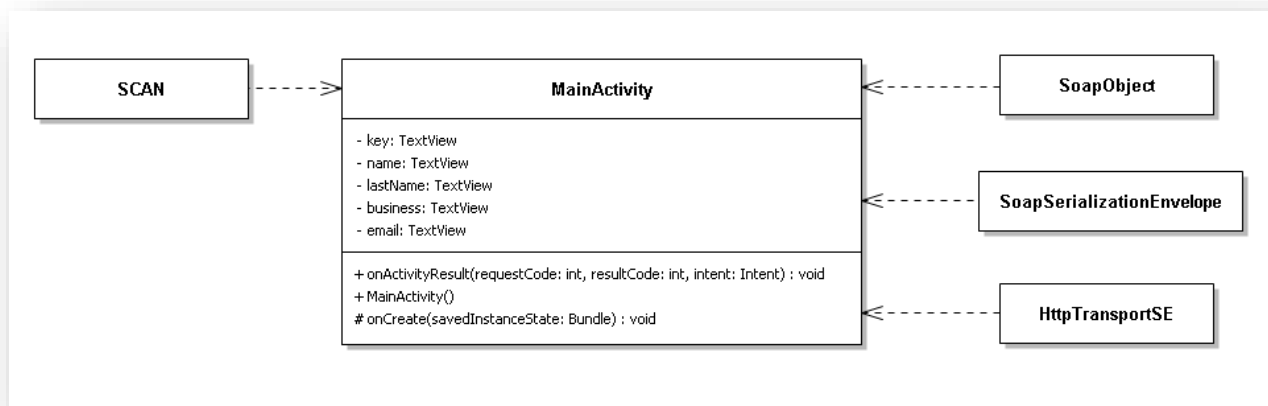 SCAN
MainActivity
- key: TextView
- name: TextView
- lastName: TextView
- business: TextView
- email: TextView
+ onActivityResult(requestCode: int, resultCode: int, intent: Intent) : void
+ MainActivity()
# onCreate(savedInstanceState: Bundle) : void
SoapObject
SoapSerializationEnvelope
HttpTransportSE